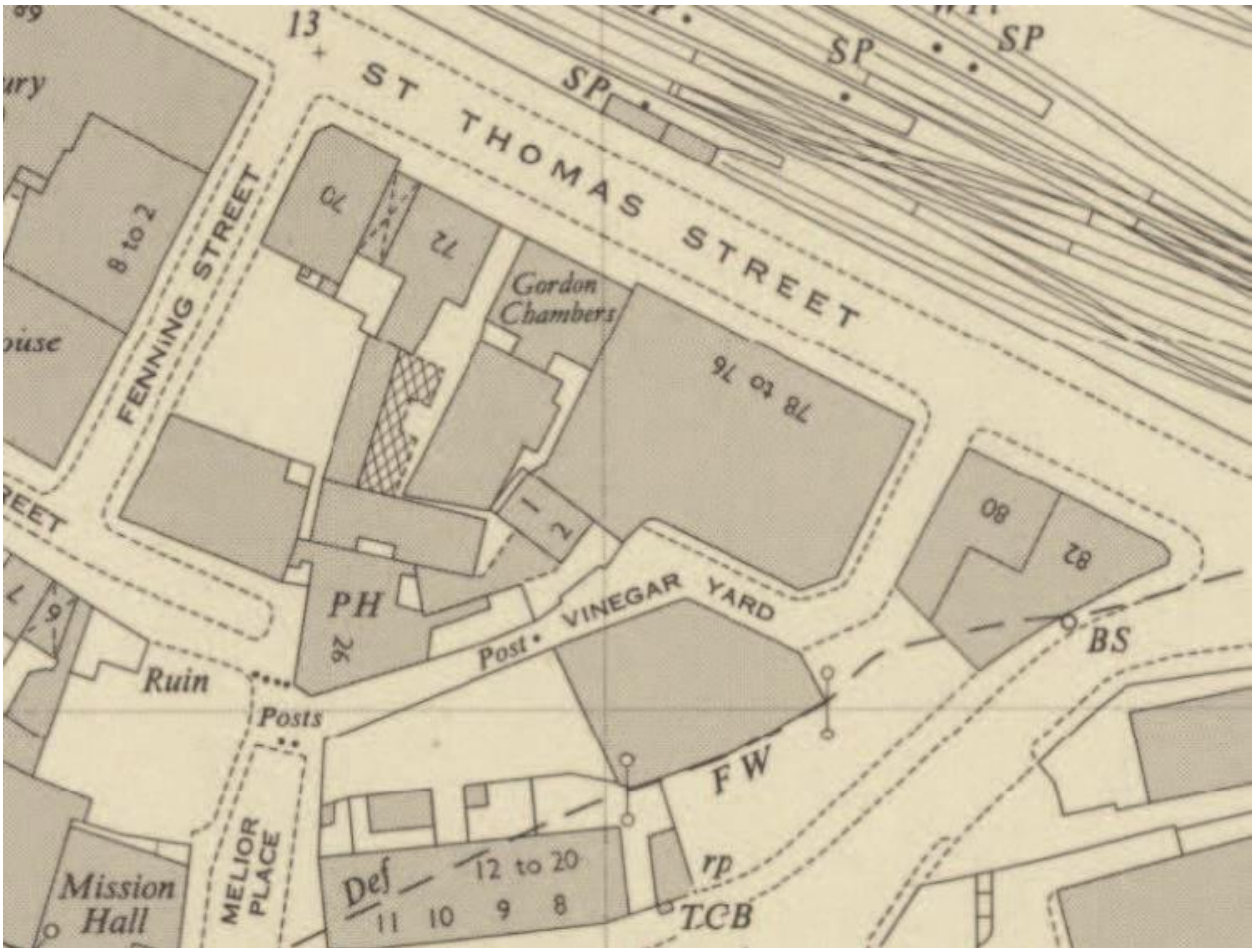 89
13
ST THOMAS STREET
SP
SP
SP
ury
70
72
8 to 2
FENNING STREET
Gordon
Chambers
ouse
78 to 76
REET
1
2
80
82
PH
26
VINEGAR YARD
Post
BS
7
9
Ruin
Posts
FW
MELIOR
PLACE
Def
12 to 20
11 10 9 8
rp
TCB
Mission
Hall